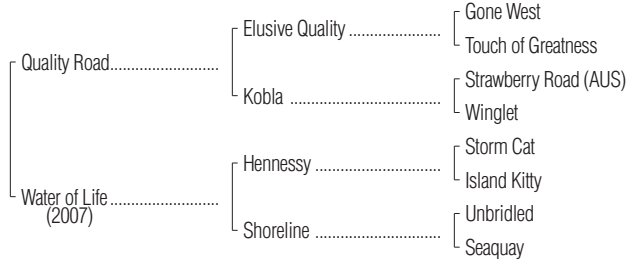 Gone West
Elusive Quality
Touch of Greatness
Quality Road
Strawberry Road (AUS)
Kobla
Winglet
Storm Cat
Hennessy
Island Kitty
Water of Life
(2007)
Unbridled
Shoreline
Seaquay